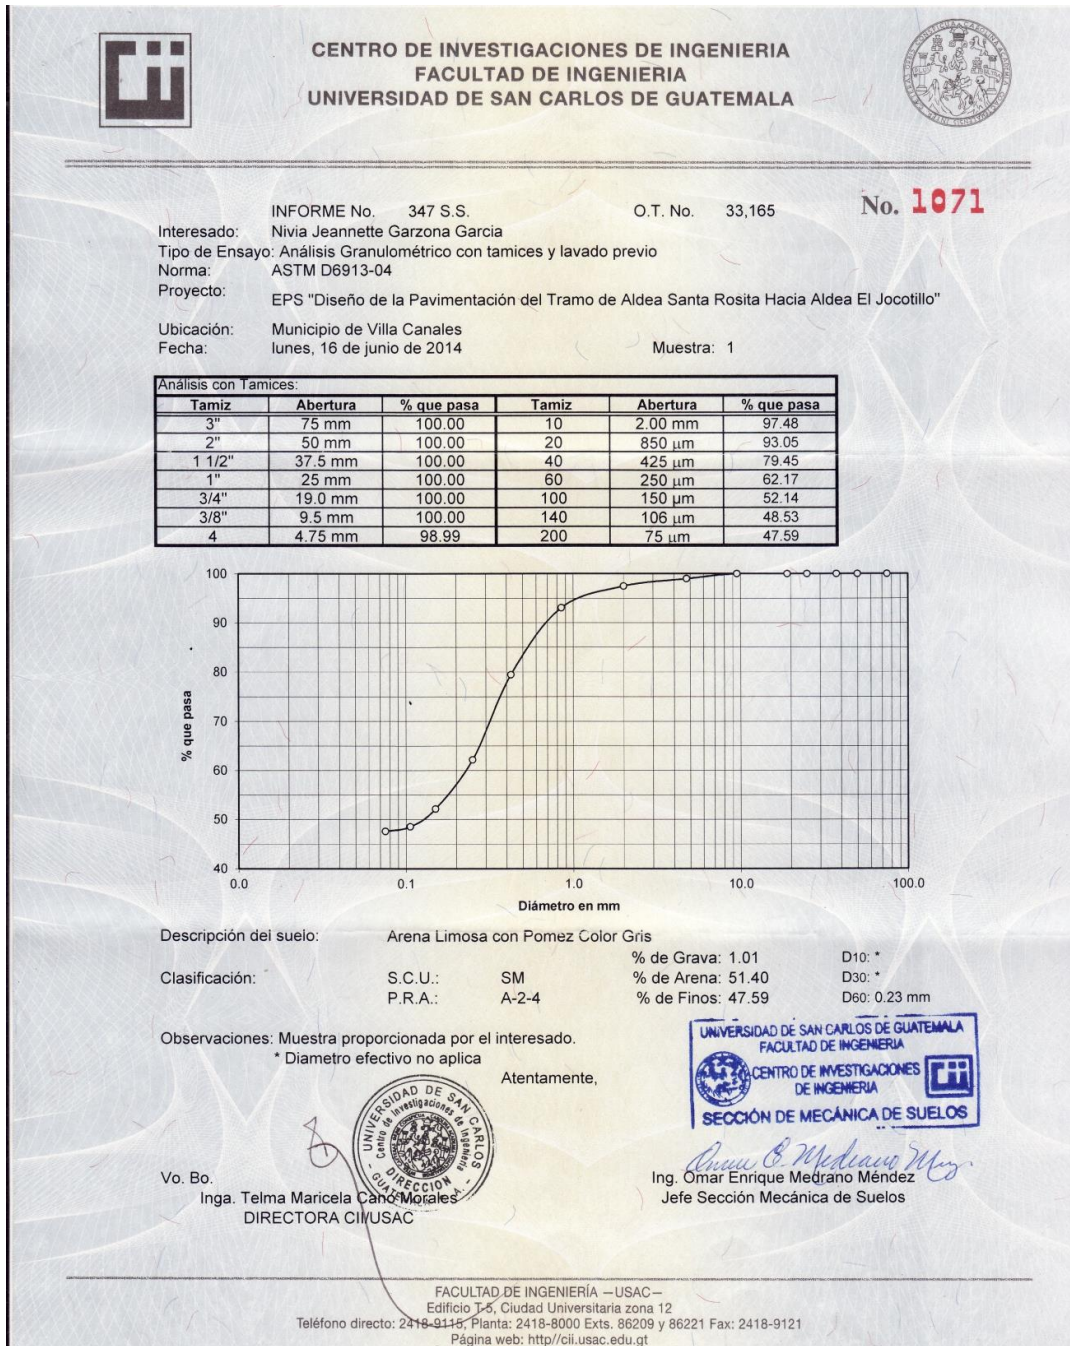 Cii
CENTRO DE INVESTIGACIONES DE INGENIERIA
FACULTAD DE INGENIERIA
UNIVERSIDAD DE SAN CARLOS DE GUATEMALA
No. 1071
INFORME No. 347 S.S. O.T. No. 33,165
Interesado: Nivia Jeannette Garzona Garcia
Tipo de Ensayo: Análisis Granulométrico con tamices y lavado previo
Norma: ASTM D6913-04
Proyecto: EPS "Diseño de la Pavimentación del Tramo de Aldea Santa Rosita Hacia Aldea El Jocotillo"
Ubicación: Municipio de Villa Canales
Fecha: lunes, 16 de junio de 2014 Muestra: 1
Análisis con Tamices:
Tamiz Abertura % que pasa Tamiz Abertura % que pasa
3" 75 mm 100.00 10 2.00 mm 97.48
2" 50 mm 100.00 20 850 µm 93.05
1 1/2" 37.5 mm 100.00 40 425 µm 79.45
1" 25 mm 100.00 60 250 µm 62.17
3/4" 19.0 mm 100.00 100 150 µm 52.14
3/8" 9.5 mm 100.00 140 106 µm 48.53
4 4.75 mm 98.99 200 75 µm 47.59
100
90
80
70
60
50
40
% que pasa
0.0 0.1 1.0 10.0 100.0
Diámetro en mm
Descripción del suelo: Arena Limosa con Pomez Color Gris
% de Grava: 1.01 D10: *
Clasificación: S.C.U.: SM % de Arena: 51.40 D30: *
P.R.A.: A-2-4 % de Finos: 47.59 D60: 0.23 mm
Observaciones: Muestra proporcionada por el interesado.
* Diametro efectivo no aplica
Atentamente,
UNIVERSIDAD DE SAN CARLOS DE GUATEMALA
FACULTAD DE INGENIERIA
CENTRO DE INVESTIGACIONES
DE INGENIERIA
Cii
SECCIÓN DE MECÁNICA DE SUELOS
UNIVERSIDAD DE SAN CARLOS
Centro de Investigaciones de Ingeniería
DIRECCION
Vo. Bo.
Inga. Telma Maricela Cano Morales
DIRECTORA CII/USAC
Ing. Omar Enrique Medrano Méndez
Jefe Sección Mecánica de Suelos
FACULTAD DE INGENIERÍA —USAC—
Edificio T-5, Ciudad Universitaria zona 12
Teléfono directo: 2418-9115, Planta: 2418-8000 Exts. 86209 y 86221 Fax: 2418-9121
Página web: http//cii.usac.edu.gt